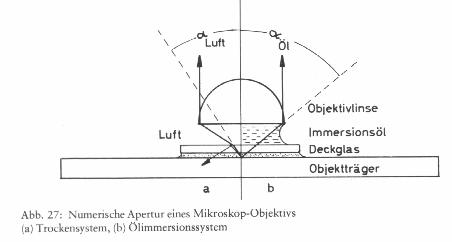 α Luft
α Öl
Objektivlinse
Luft
Immersionsöl
Deckglas
Objektträger
a
b
Abb. 27: Numerische Apertur eines Mikroskop-Objektivs
(a) Trockensystem, (b) Ölimmersionssystem